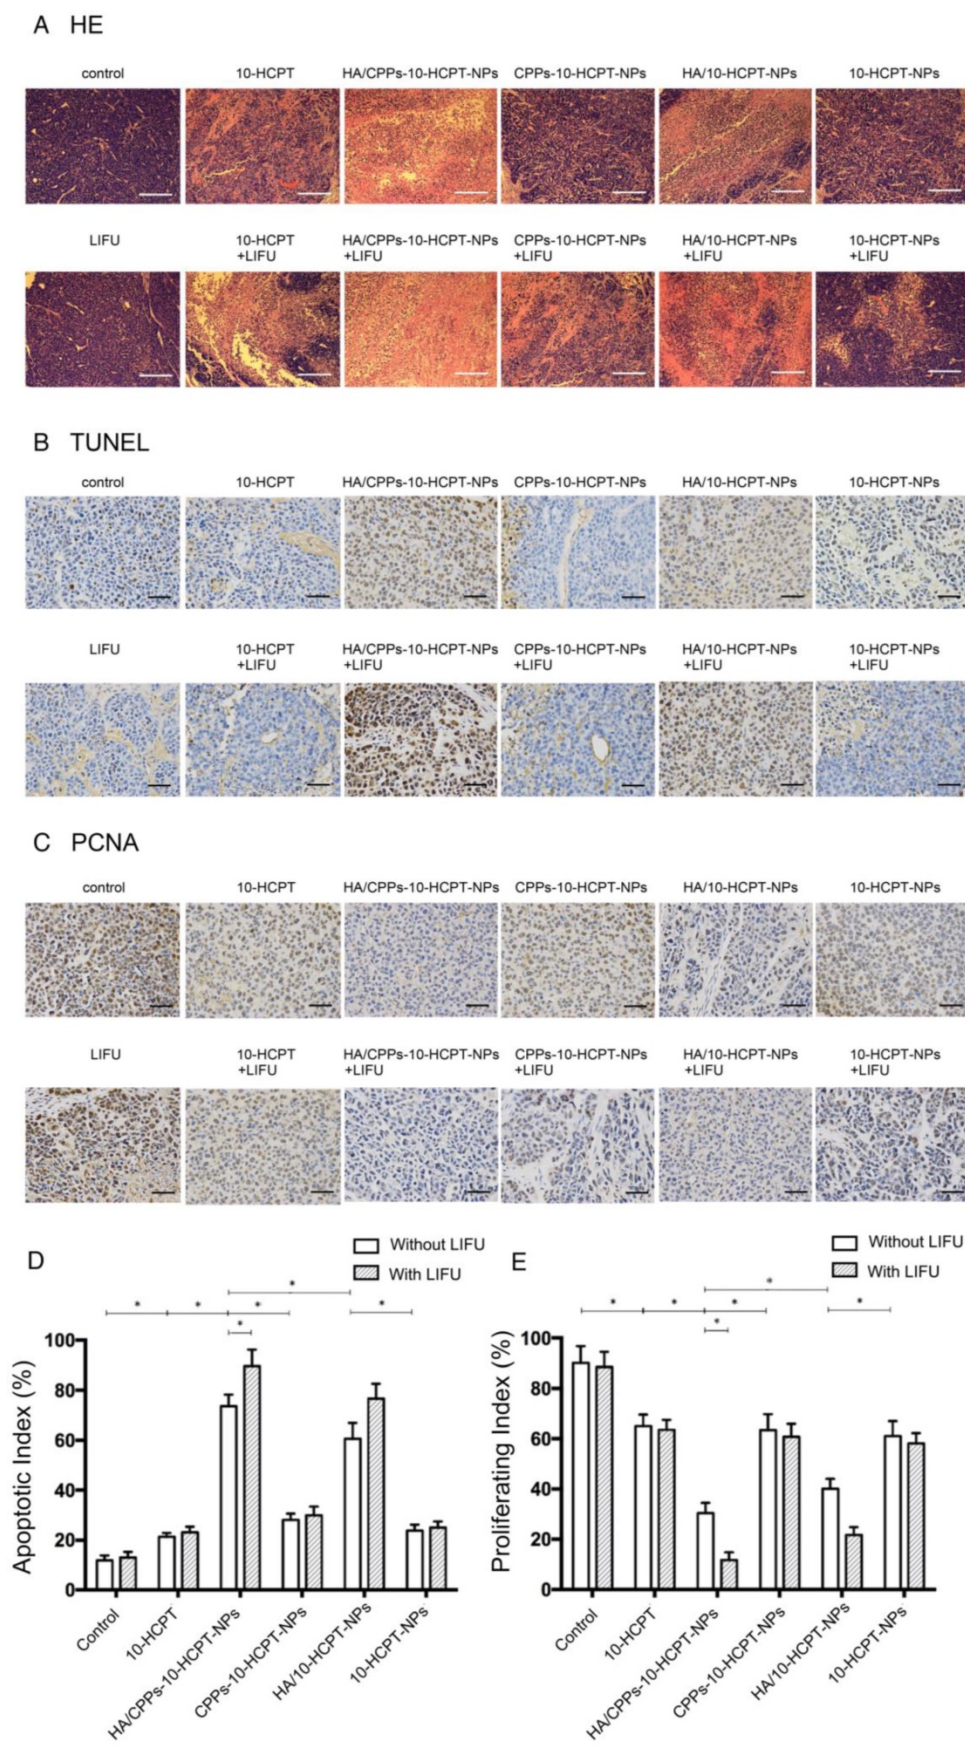 A HE
control 10-HCPT HA/CPPs-10-HCPT-NPs CPPs-10-HCPT-NPs HA/10-HCPT-NPs 10-HCPT-NPs
LIFU 10-HCPT HA/CPPs-10-HCPT-NPs CPPs-10-HCPT-NPs HA/10-HCPT-NPs 10-HCPT-NPs
+LIFU +LIFU +LIFU +LIFU +LIFU
B TUNEL
control 10-HCPT HA/CPPs-10-HCPT-NPs CPPs-10-HCPT-NPs HA/10-HCPT-NPs 10-HCPT-NPs
LIFU 10-HCPT HA/CPPs-10-HCPT-NPs CPPs-10-HCPT-NPs HA/10-HCPT-NPs 10-HCPT-NPs
+LIFU +LIFU +LIFU +LIFU +LIFU
C PCNA
control 10-HCPT HA/CPPs-10-HCPT-NPs CPPs-10-HCPT-NPs HA/10-HCPT-NPs 10-HCPT-NPs
LIFU 10-HCPT HA/CPPs-10-HCPT-NPs CPPs-10-HCPT-NPs HA/10-HCPT-NPs 10-HCPT-NPs
+LIFU +LIFU +LIFU +LIFU +LIFU
D
Without LIFU
With LIFU
*
* * * *
*
Apoptotic Index (%)
100
80
60
40
20
0
Control
10-HCPT
HA/CPPs-10-HCPT-NPs
CPPs-10-HCPT-NPs
HA/10-HCPT-NPs
10-HCPT-NPs
E
Without LIFU
With LIFU
*
* * * *
*
Proliferating Index (%)
100
80
60
40
20
0
Control
10-HCPT
HA/CPPs-10-HCPT-NPs
CPPs-10-HCPT-NPs
HA/10-HCPT-NPs
10-HCPT-NPs